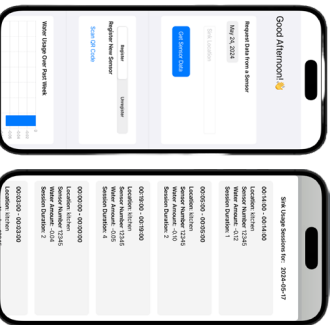 Good Afternoon! 👋
Request Data from a Sensor
May 24, 2024
Sink Location
Get Sensor Data
Register New Sensor
Register
Unregister
Scan QR Code
Water Usage Over Past Week
Sink Usage Sessions for: 2024-05-17
00:14:00 - 00:14:00
Location: kitchen
Sensor Number 12345
Water Amount: -0.12
Session Duration: 1
00:05:00 - 00:05:00
Location: kitchen
Sensor Number 12345
Water Amount: -0.10
Session Duration: 2
00:19:00 - 00:19:00
Location: kitchen
Sensor Number 12345
Water Amount: -0.05
Session Duration: 4
00:00:00 - 00:00:00
Location: kitchen
Sensor Number 12345
Water Amount: -0.04
Session Duration: 2
00:03:00 - 00:03:00
Location: kitchen